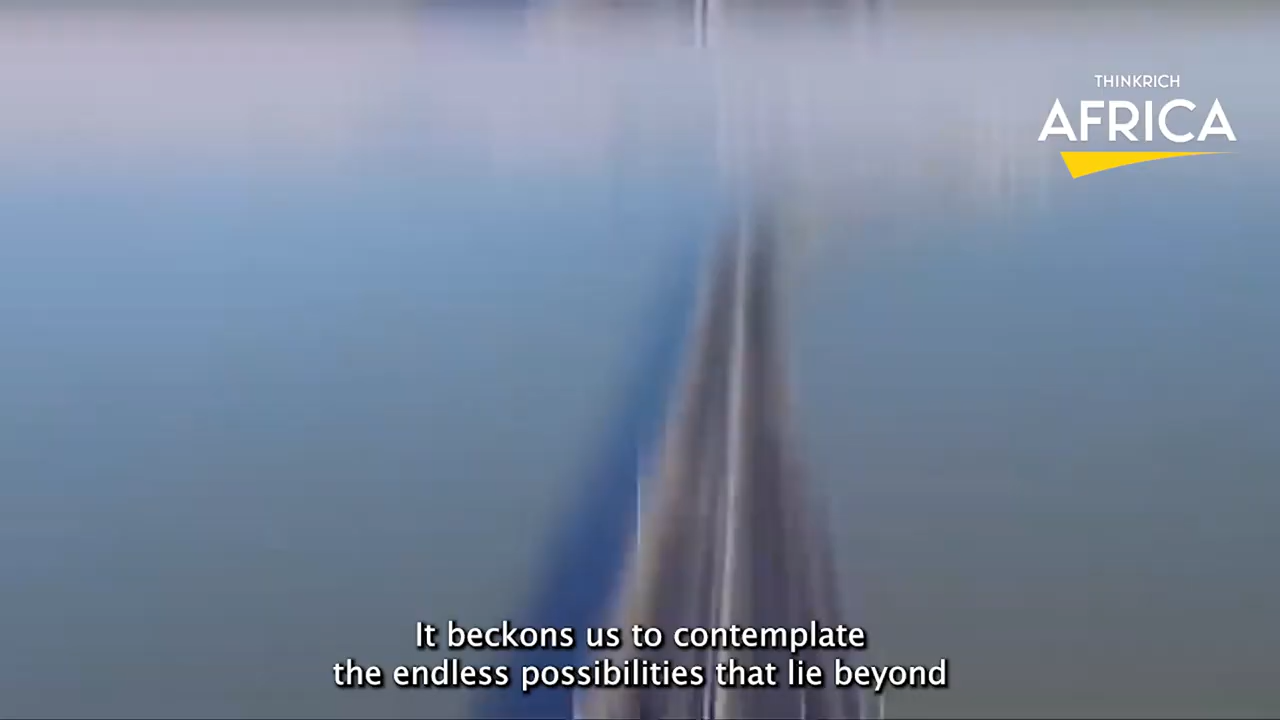 THINKRICH
AFRICA
It beckons us to contemplate
the endless possibilities that lie beyond